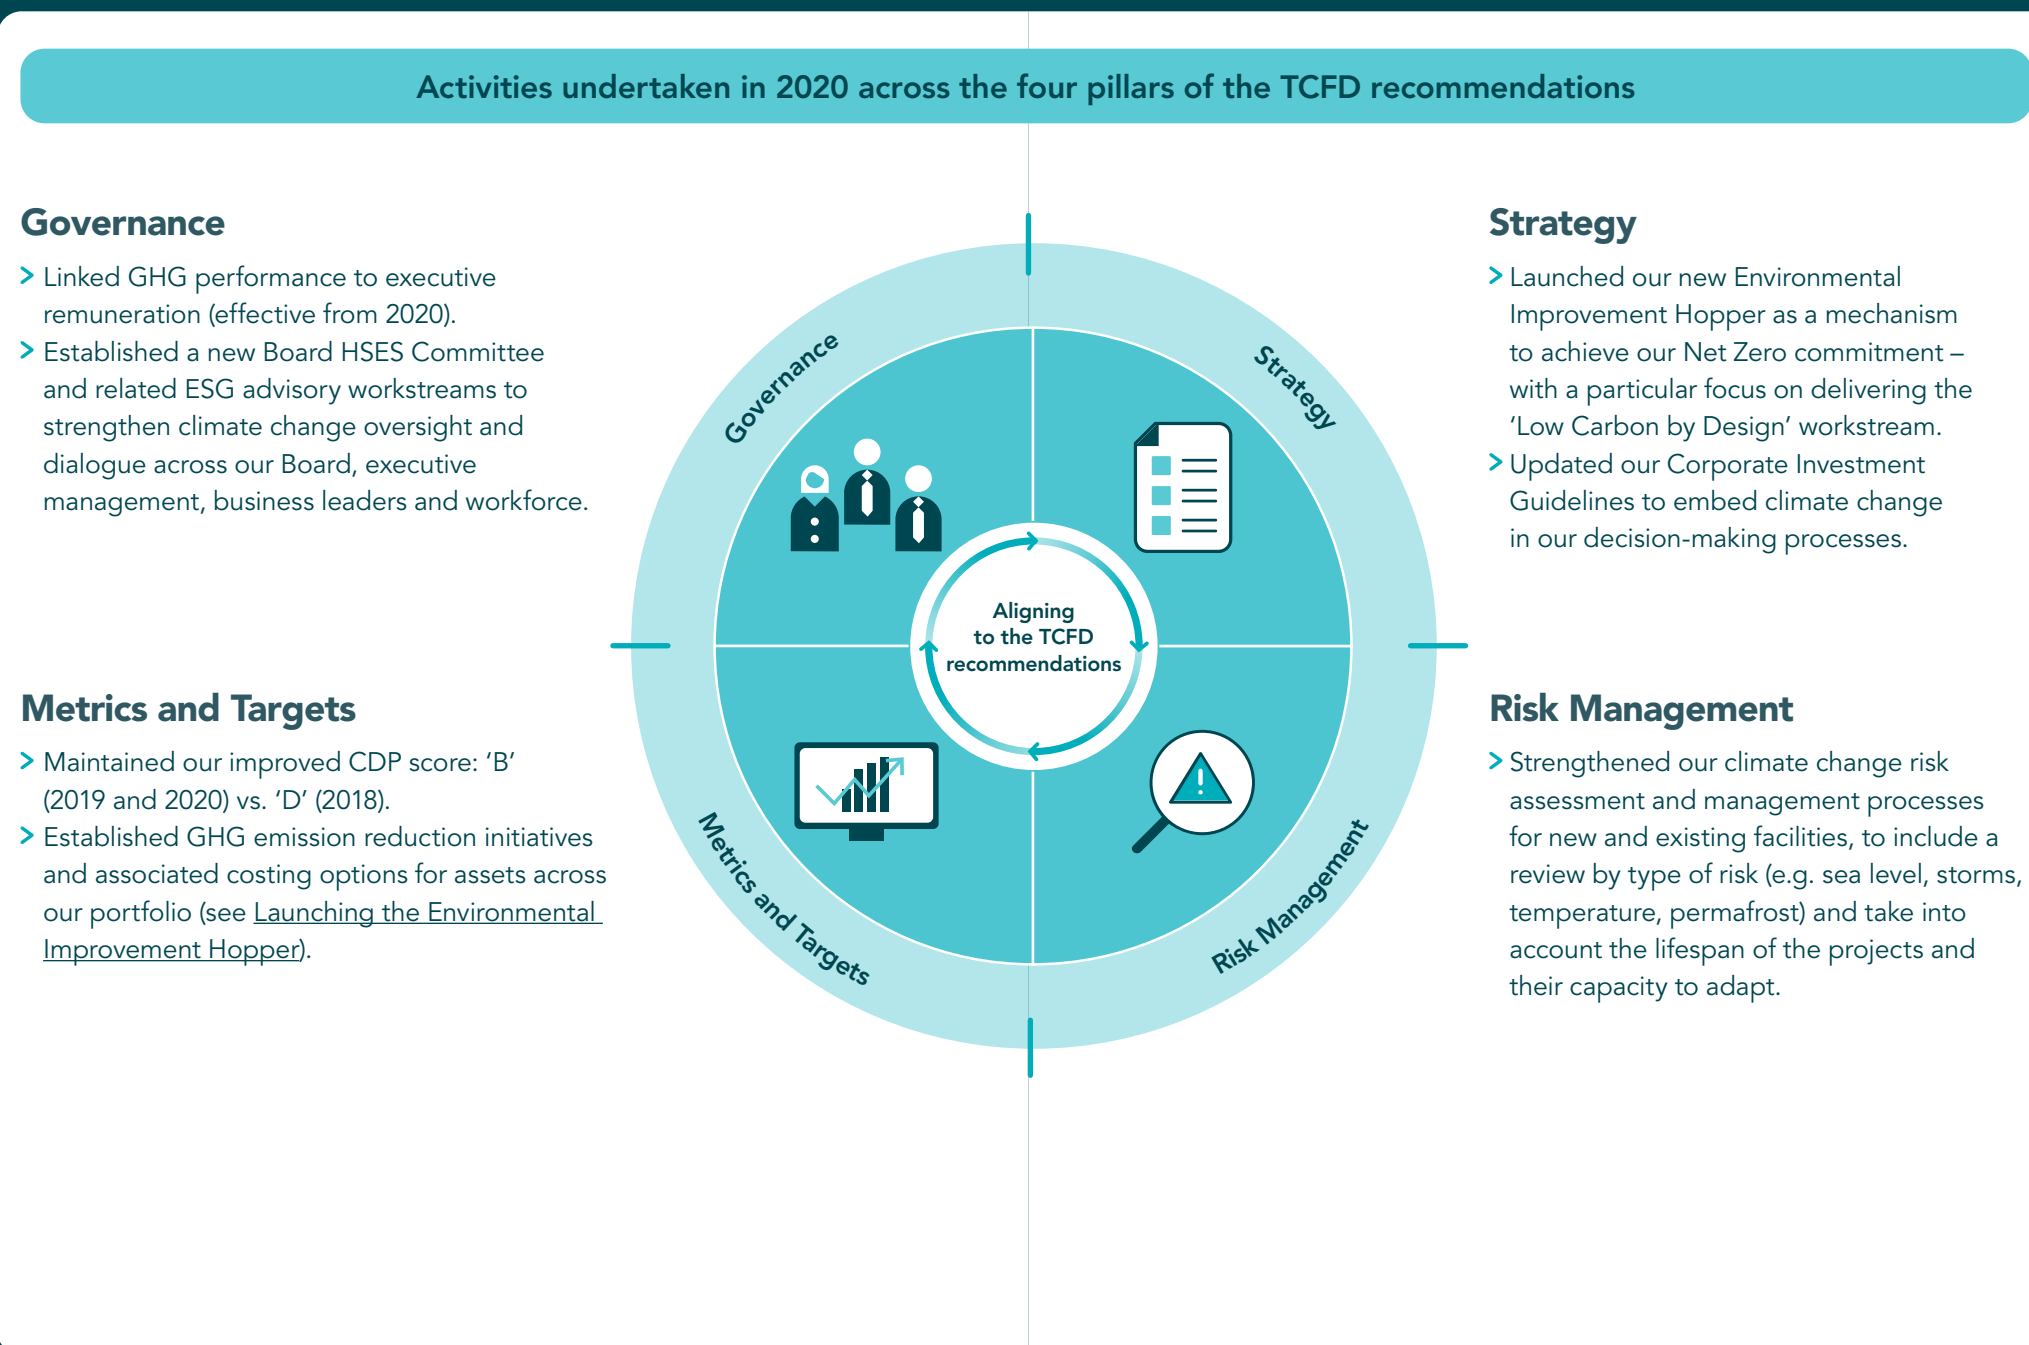 Activities undertaken in 2020 across the four pillars of the TCFD recommendations
Governance
> Linked GHG performance to executive
remuneration (effective from 2020).
> Established a new Board HSES Committee
and related ESG advisory workstreams to
strengthen climate change oversight and
dialogue across our Board, executive
management, business leaders and workforce.
Metrics and Targets
> Maintained our improved CDP score: ‘B’
(2019 and 2020) vs. ‘D’ (2018).
> Established GHG emission reduction initiatives
and associated costing options for assets across
our portfolio (see Launching the Environmental
Improvement Hopper).
Governance
Strategy
Aligning
to the TCFD
recommendations
Metrics and Targets
Risk Management
Strategy
> Launched our new Environmental
Improvement Hopper as a mechanism
to achieve our Net Zero commitment –
with a particular focus on delivering the
‘Low Carbon by Design’ workstream.
> Updated our Corporate Investment
Guidelines to embed climate change
in our decision-making processes.
Risk Management
> Strengthened our climate change risk
assessment and management processes
for new and existing facilities, to include a
review by type of risk (e.g. sea level, storms,
temperature, permafrost) and take into
account the lifespan of the projects and
their capacity to adapt.